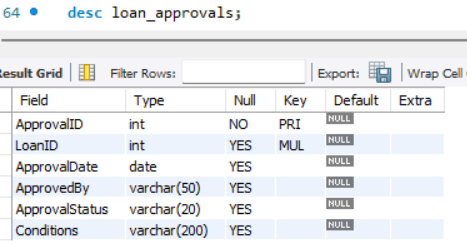 64 desc loan_approvals;
Result Grid Filter Rows: Export: Wrap Cell
Field Type Null Key Default Extra
ApprovalID int NO PRI NULL
LoanID int YES MUL NULL
ApprovalDate date YES NULL
ApprovedBy varchar(50) YES NULL
ApprovalStatus varchar(20) YES NULL
Conditions varchar(200) YES NULL